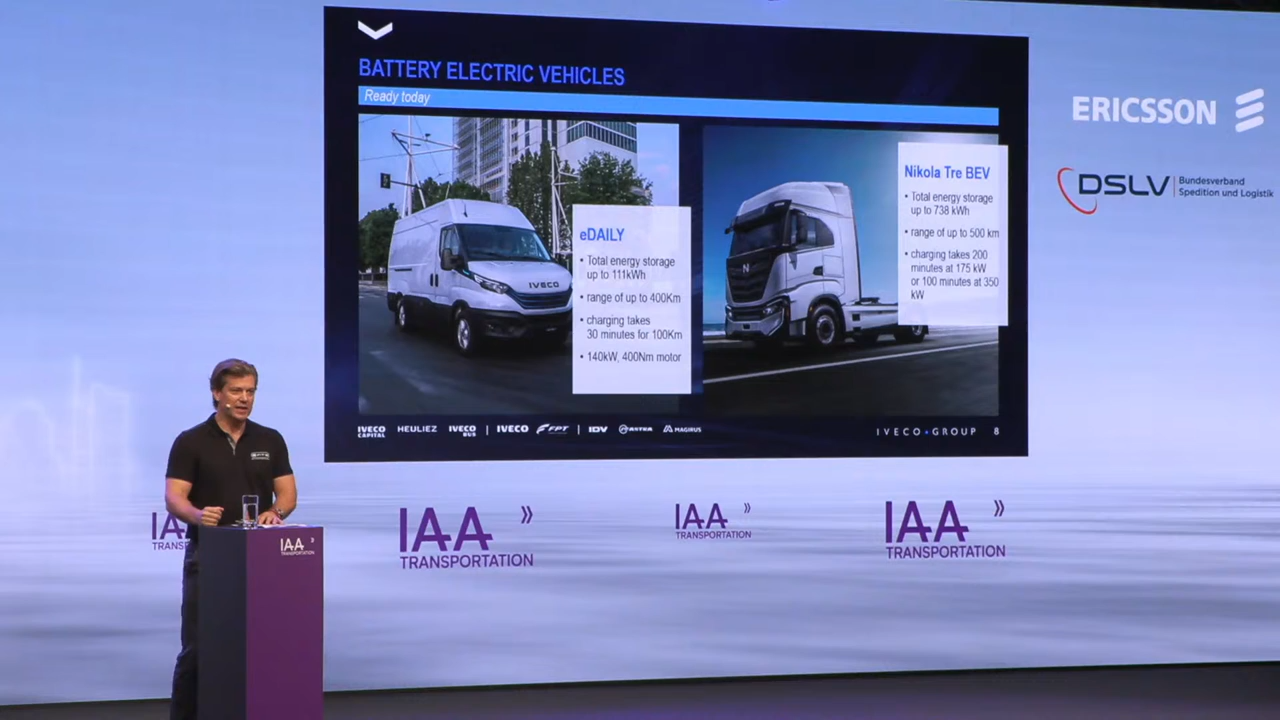 BATTERY ELECTRIC VEHICLES
Ready today
IVECO
eDAILY
• Total energy storage
up to 111kWh
• range of up to 400Km
• charging takes
30 minutes for 100Km
• 140kW, 400Nm motor
N
Nikola Tre BEV
• Total energy storage
up to 738 kWh
• range of up to 500 km
• charging takes 200
minutes at 175 kW
or 100 minutes at 350
kW
IVECO CAPITAL
HEULIEZ
IVECO BUS
IVECO
FPT
IDV
ASTRA
MAGIRUS
IVECO•GROUP 8
ERICSSON
DSLV
Bundesverband
Spedition und Logistik
IAA
TRANSPORTATION
IAA
TRANSPORTATION
IAA
TRANSPORTATION
IAA
TRANSPORTATION
IAA
TRANS